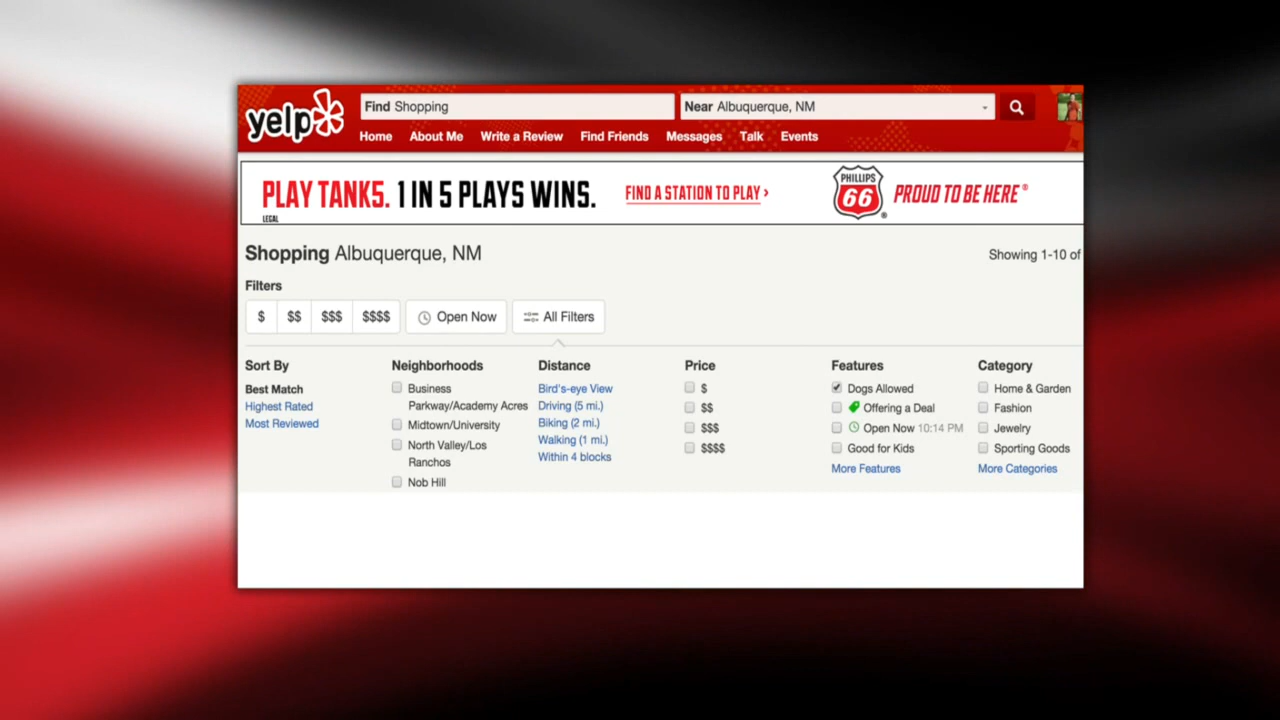 yelp
Find Shopping
Near Albuquerque, NM
Home About Me Write a Review Find Friends Messages Talk Events
PLAY TANK5. 1 IN 5 PLAYS WINS.
LEGAL
FIND A STATION TO PLAY ›
PHILLIPS
66®
PROUD TO BE HERE®
Shopping Albuquerque, NM
Showing 1-10 of
Filters
$ $$ $$$ $$$$ Open Now All Filters
Sort By
Best Match
Highest Rated
Most Reviewed
Neighborhoods
Business
Parkway/Academy Acres
Midtown/University
North Valley/Los
Ranchos
Nob Hill
Distance
Bird's-eye View
Driving (5 mi.)
Biking (2 mi.)
Walking (1 mi.)
Within 4 blocks
Price
$
$$
$$$
$$$$
Features
Dogs Allowed
Offering a Deal
Open Now 10:14 PM
Good for Kids
More Features
Category
Home & Garden
Fashion
Jewelry
Sporting Goods
More Categories